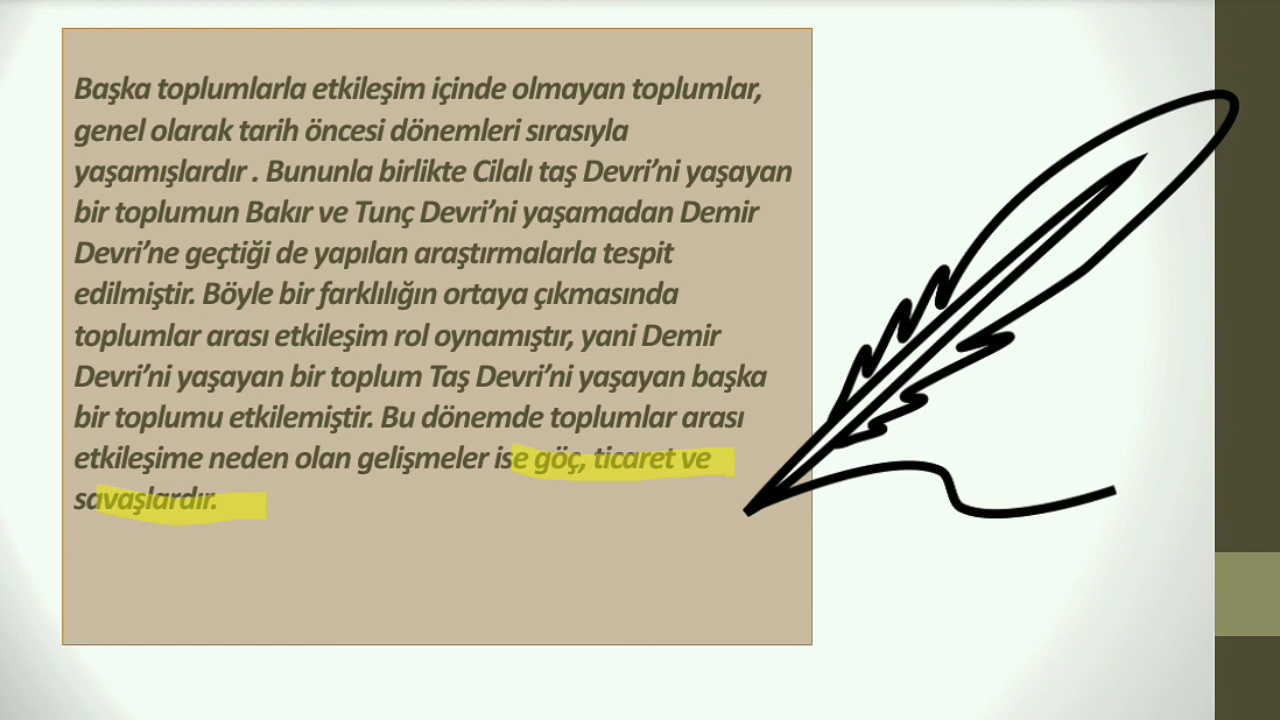 Başka toplumlarla etkileşim içinde olmayan toplumlar,
genel olarak tarih öncesi dönemleri sırasıyla
yaşamışlardır . Bununla birlikte Cilalı taş Devri’ni yaşayan
bir toplumun Bakır ve Tunç Devri’ni yaşamadan Demir
Devri’ne geçtiği de yapılan araştırmalarla tespit
edilmiştir. Böyle bir farklılığın ortaya çıkmasında
toplumlar arası etkileşim rol oynamıştır, yani Demir
Devri’ni yaşayan bir toplum Taş Devri’ni yaşayan başka
bir toplumu etkilemiştir. Bu dönemde toplumlar arası
etkileşime neden olan gelişmeler ise göç, ticaret ve
savaşlardır.